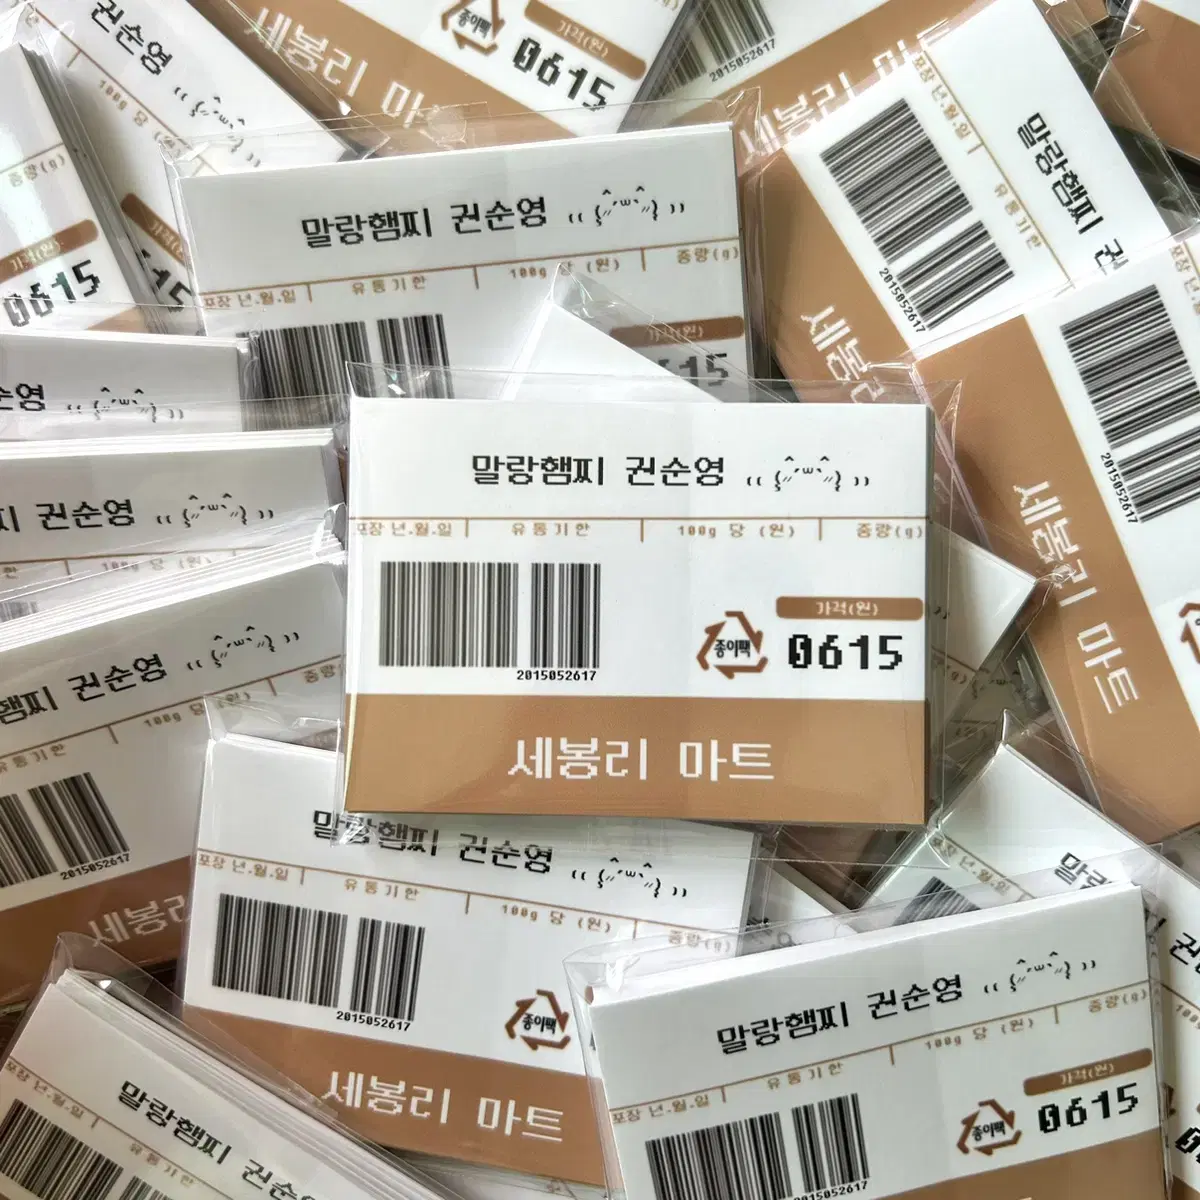 말랑햄찌 권순영
포장 년.월.일 유통기한 100g 당 (원) 중량(g)
가격(원)
종이팩 0615
2015052617
세봉리 마트